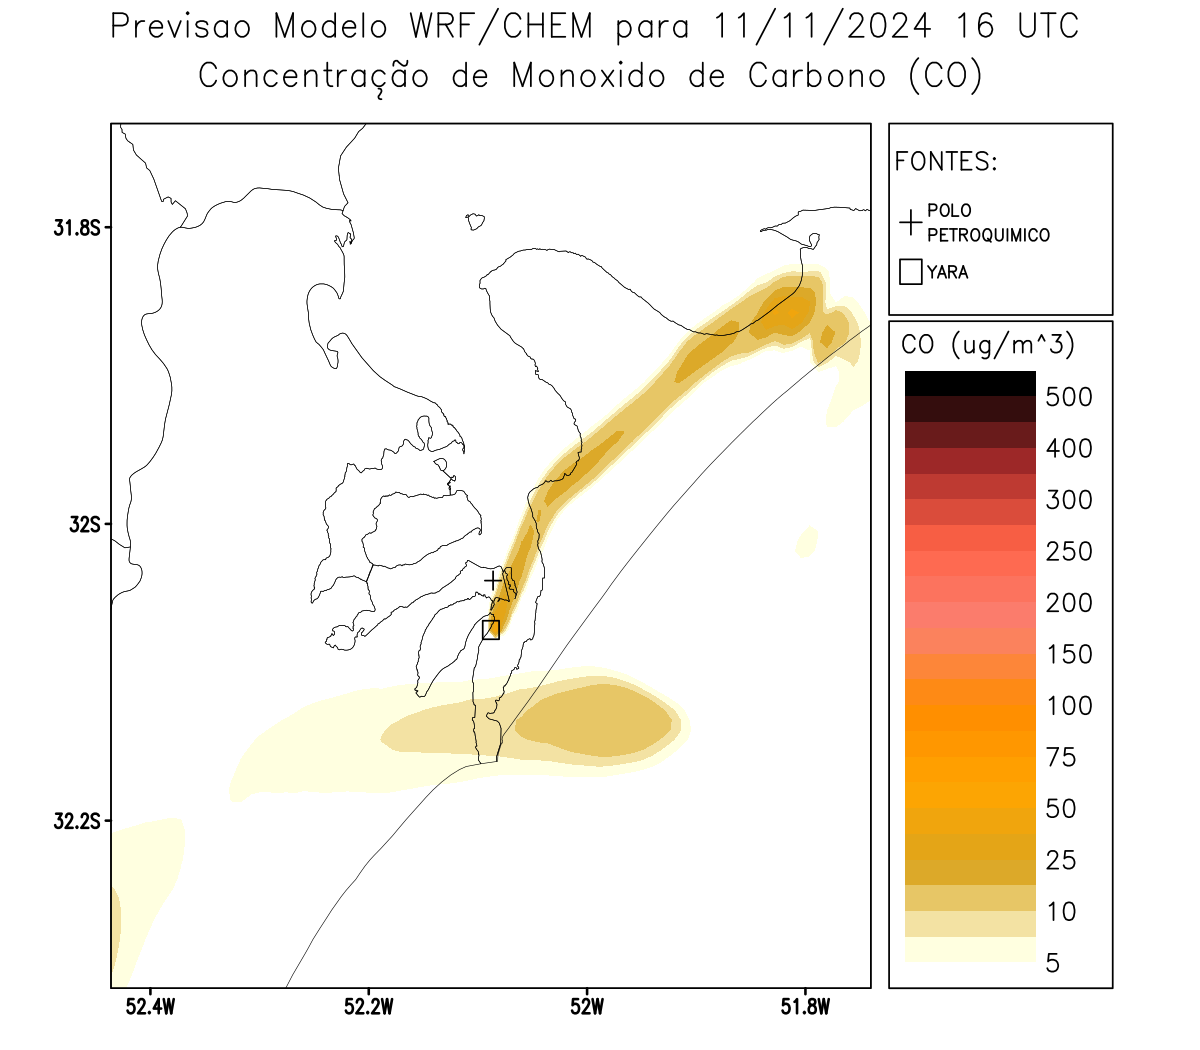 Previsao Modelo WRF/CHEM para 11/11/2024 16 UTC
Concentração de Monoxido de Carbono (CO)
FONTES:
POLO
PETROQUIMICO
YARA
CO (ug/m^3)
500
400
300
250
200
150
100
75
50
25
10
5
31.8S
32S
32.2S
52.4W
52.2W
52W
51.8W